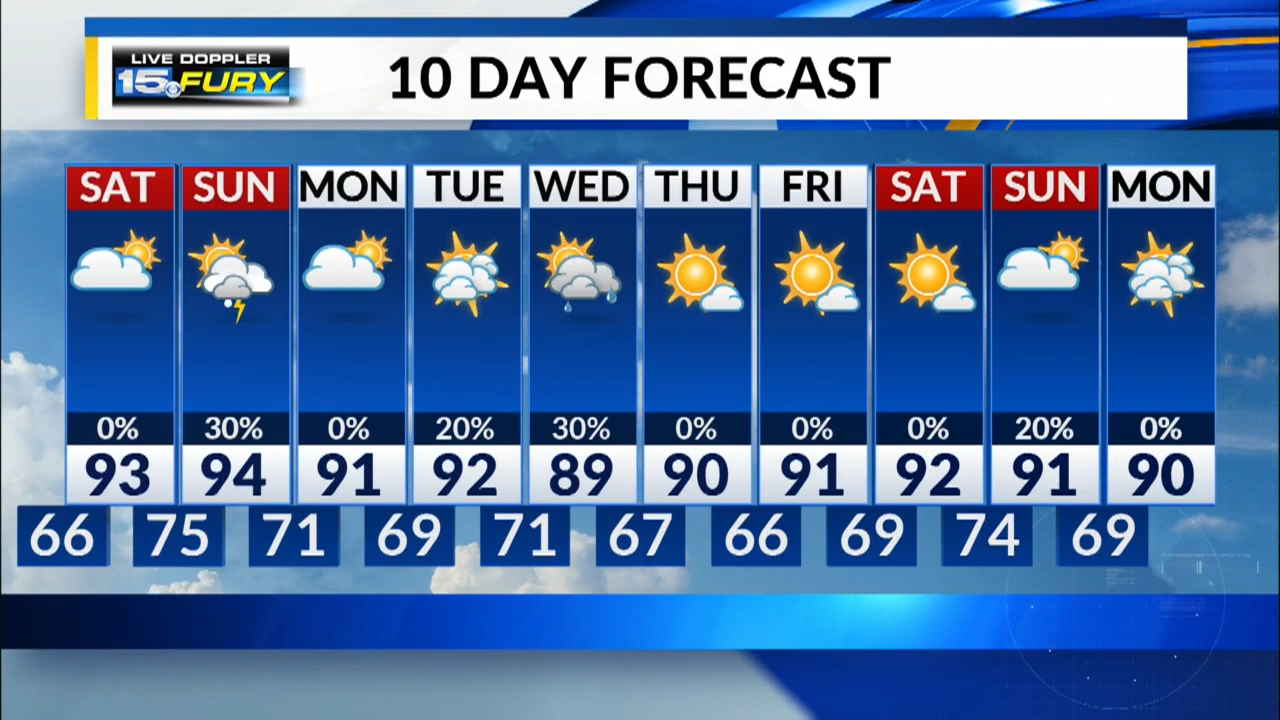 LIVE DOPPLER
15 FURY
10 DAY FORECAST
SAT SUN MON TUE WED THU FRI SAT SUN MON
0% 30% 0% 20% 30% 0% 0% 0% 20% 0%
93 94 91 92 89 90 91 92 91 90
66 75 71 69 71 67 66 69 74 69